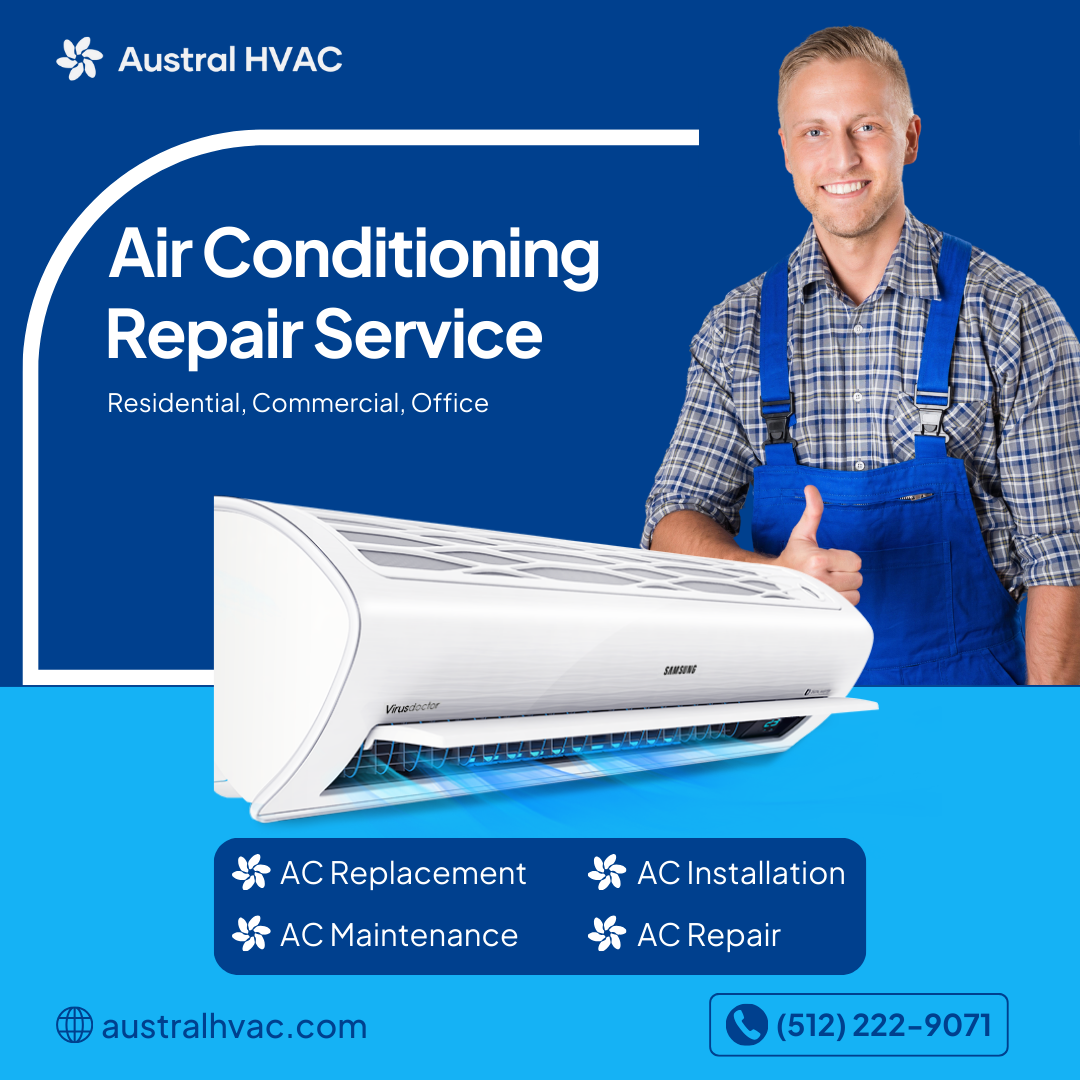 Austral HVAC
Air Conditioning
Repair Service
Residential, Commercial, Office
SAMSUNG
Virusdoctor
23
AC Replacement
AC Installation
AC Maintenance
AC Repair
australhvac.com
(512) 222-9071